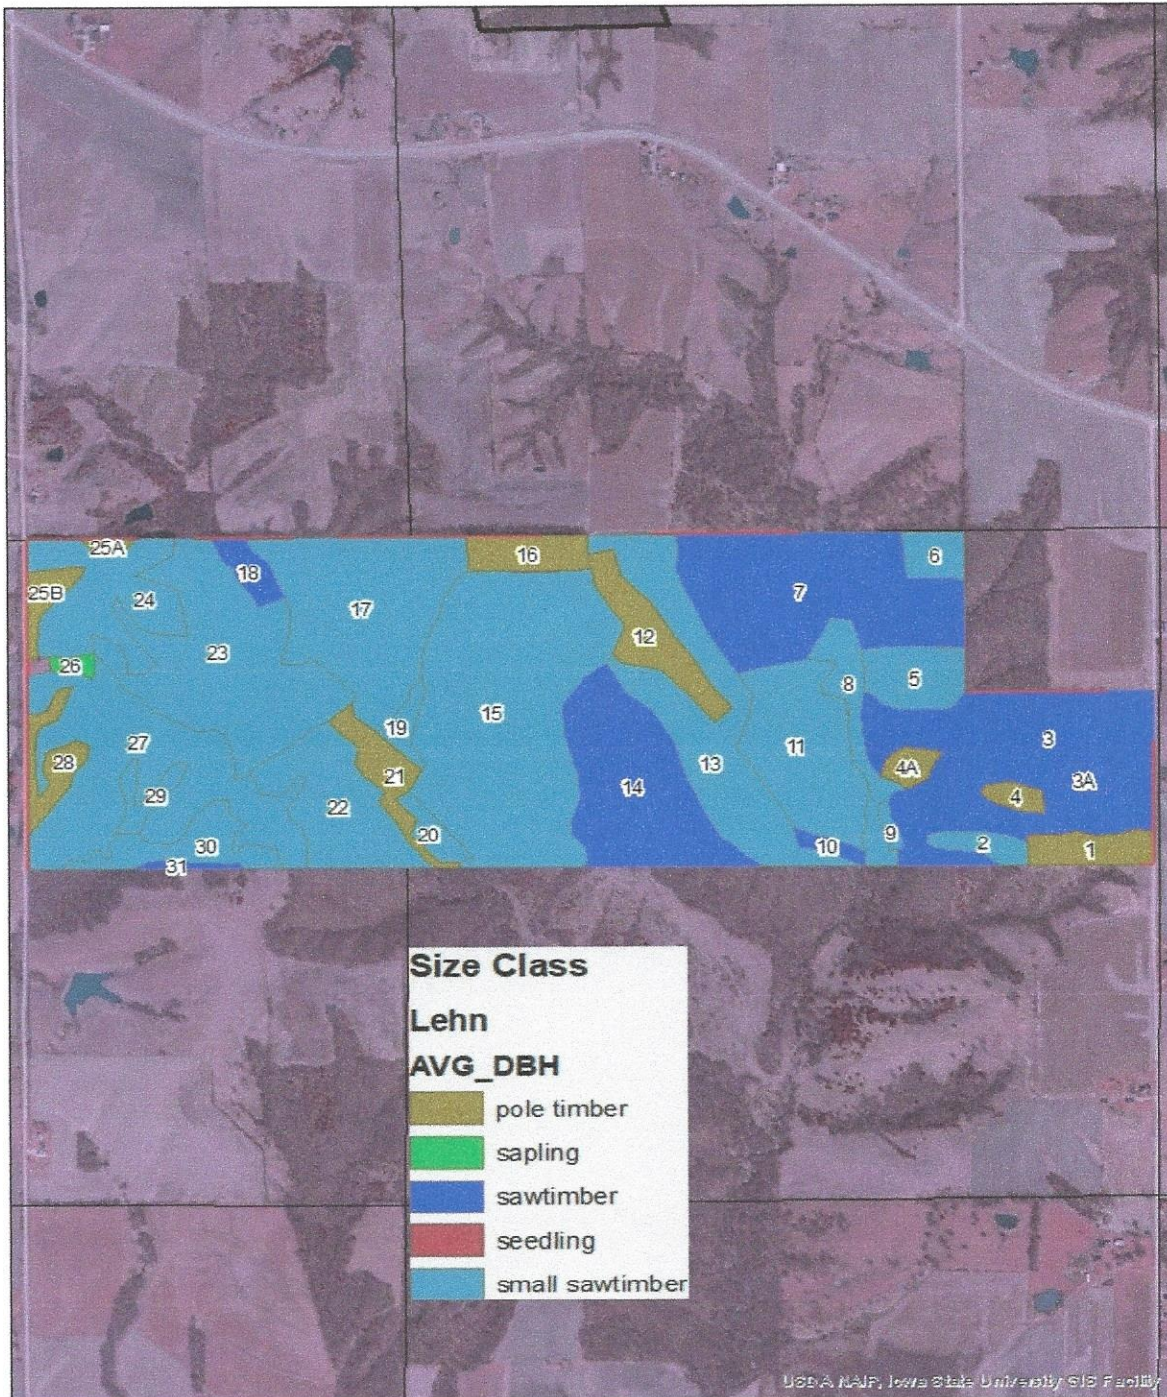 25A
16
6
18
25B
7
24
17
12
23
26
5
8
15
19
3
27
11
13
28
4A
21
3A
14
29
4
22
20
9
30
10
2
1
31
Size Class
Lehn
AVG_DBH
pole timber
sapling
sawtimber
seedling
small sawtimber
USDA NAIP, Iowa State University GIS Facility